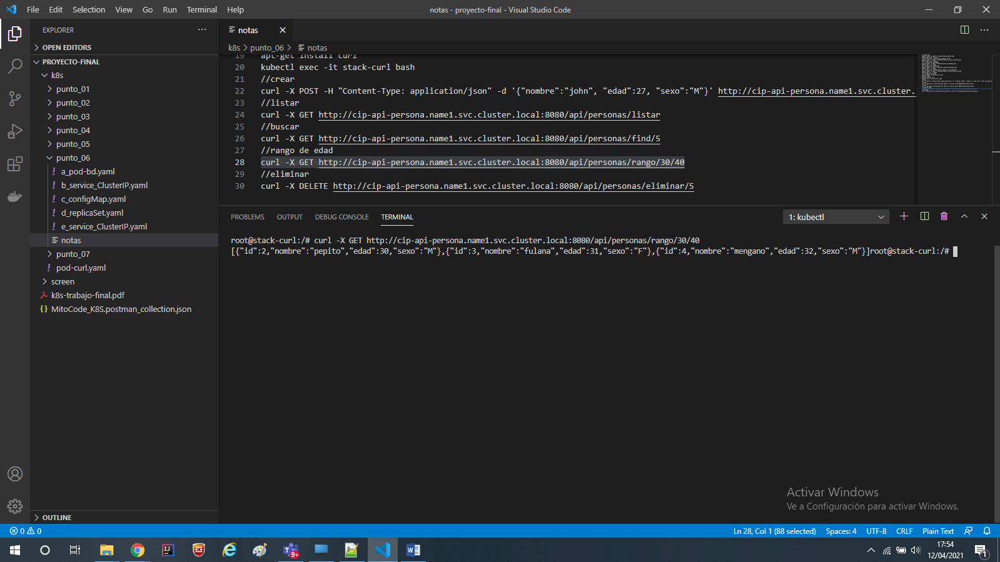 File Edit Selection View Go Run Terminal Help
notas - proyecto-final - Visual Studio Code
EXPLORER
OPEN EDITORS
PROYECTO-FINAL
k8s
punto_01
punto_02
punto_03
punto_04
punto_05
punto_06
! a_pod-bd.yaml
! b_service_ClusterIP.yaml
! c_configMap.yaml
! d_replicaSet.yaml
! e_service_ClusterIP.yaml
notas
punto_07
! pod-curl.yaml
screen
k8s-trabajo-final.pdf
{} MitoCode_K8S.postman_collection.json
OUTLINE
notas
k8s > punto_06 > notas
19 apt-get install curl
20 kubectl exec -it stack-curl bash
21 //crear
22 curl -X POST -H "Content-Type: application/json" -d '{"nombre":"john", "edad":27, "sexo":"M"}' http://cip-api-persona.name1.svc.cluster.
23 //listar
24 curl -X GET http://cip-api-persona.name1.svc.cluster.local:8080/api/personas/listar
25 //buscar
26 curl -X GET http://cip-api-persona.name1.svc.cluster.local:8080/api/personas/find/5
27 //rango de edad
28 curl -X GET http://cip-api-persona.name1.svc.cluster.local:8080/api/personas/rango/30/40
29 //eliminar
30 curl -X DELETE http://cip-api-persona.name1.svc.cluster.local:8080/api/personas/eliminar/5
PROBLEMS OUTPUT DEBUG CONSOLE TERMINAL
1: kubectl
root@stack-curl:/# curl -X GET http://cip-api-persona.name1.svc.cluster.local:8080/api/personas/rango/30/40
[{"id":2,"nombre":"pepito","edad":30,"sexo":"M"},{"id":3,"nombre":"fulana","edad":31,"sexo":"F"},{"id":4,"nombre":"mengano","edad":32,"sexo":"M"}]root@stack-curl:/#
Activar Windows
Ve a Configuración para activar Windows.
0 0
Ln 28, Col 1 (88 selected) Spaces: 4 UTF-8 CRLF Plain Text
9+
17:54
12/04/2021
1